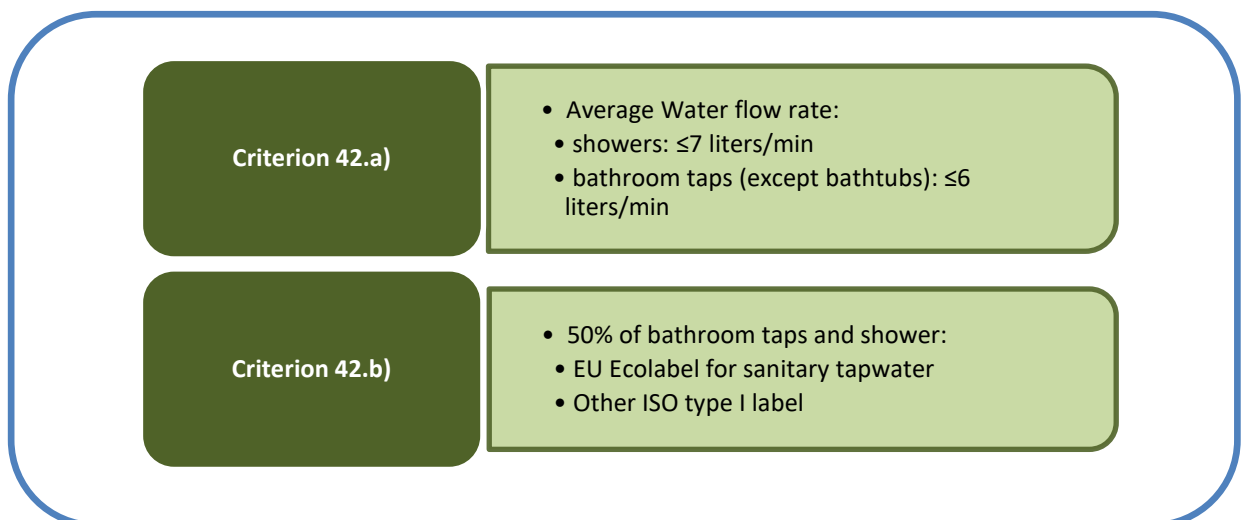 Criterion 42.a)
• Average Water flow rate:
• showers: ≤7 liters/min
• bathroom taps (except bathtubs): ≤6
liters/min
Criterion 42.b)
• 50% of bathroom taps and shower:
• EU Ecolabel for sanitary tapwater
• Other ISO type I label